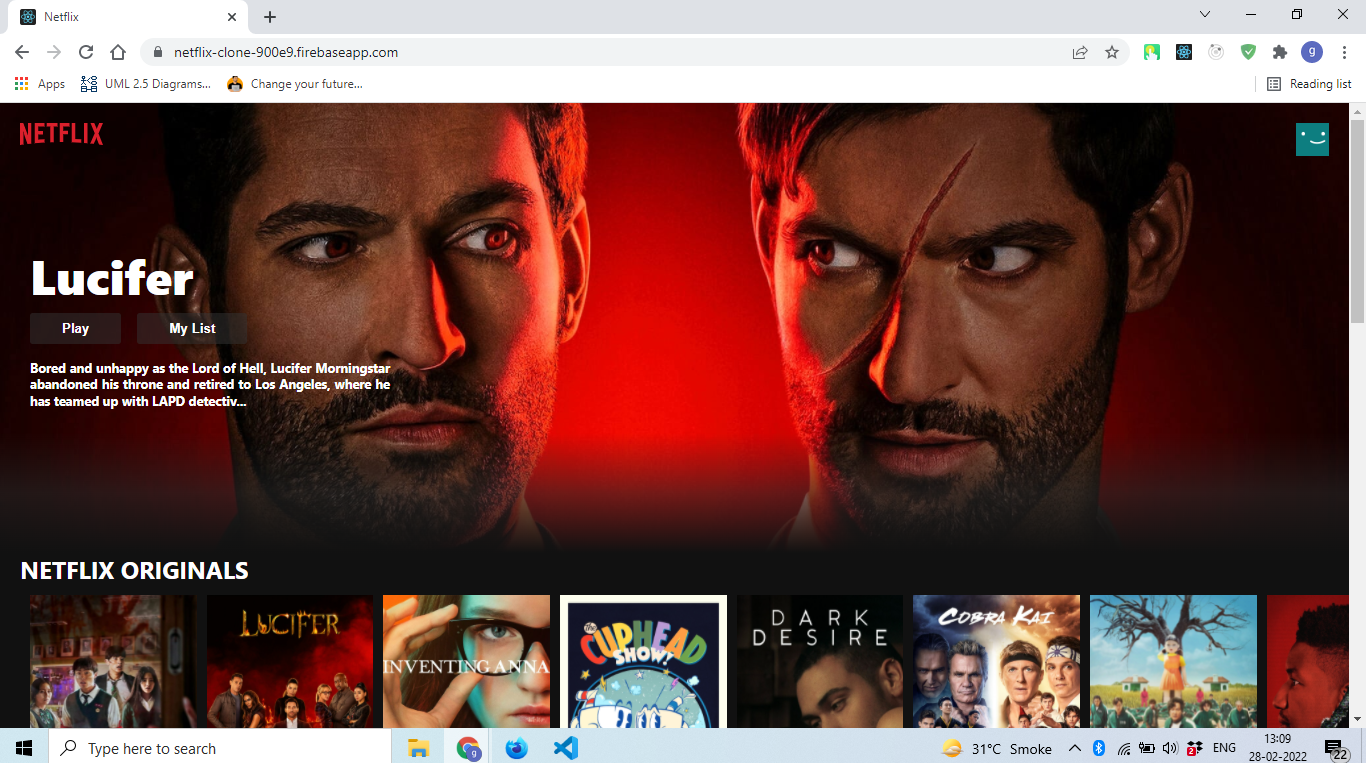 Netflix
netflix-clone-900e9.firebaseapp.com
g
Apps
UML 2.5 Diagrams...
Change your future...
Reading list
NETFLIX
Lucifer
Play
My List
Bored and unhappy as the Lord of Hell, Lucifer Morningstar
abandoned his throne and retired to Los Angeles, where he
has teamed up with LAPD detectiv...
NETFLIX ORIGINALS
LUCIFER
INVENTING ANNA
THE
CUPHEAD
SHOW!
DARK
DESIRE
COBRA KAI
Type here to search
g
31°C Smoke
2
ENG
13:09
28-02-2022
22